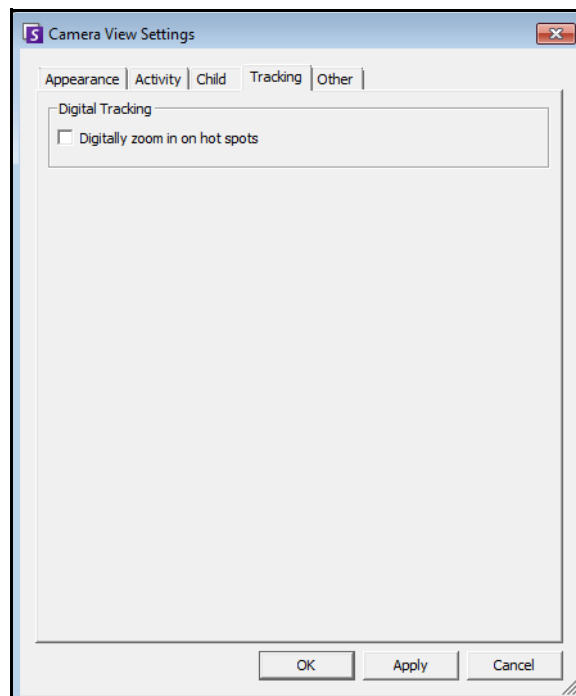 S Camera View Settings
Appearance Activity Child Tracking Other
Digital Tracking
Digitally zoom in on hot spots
OK Apply Cancel